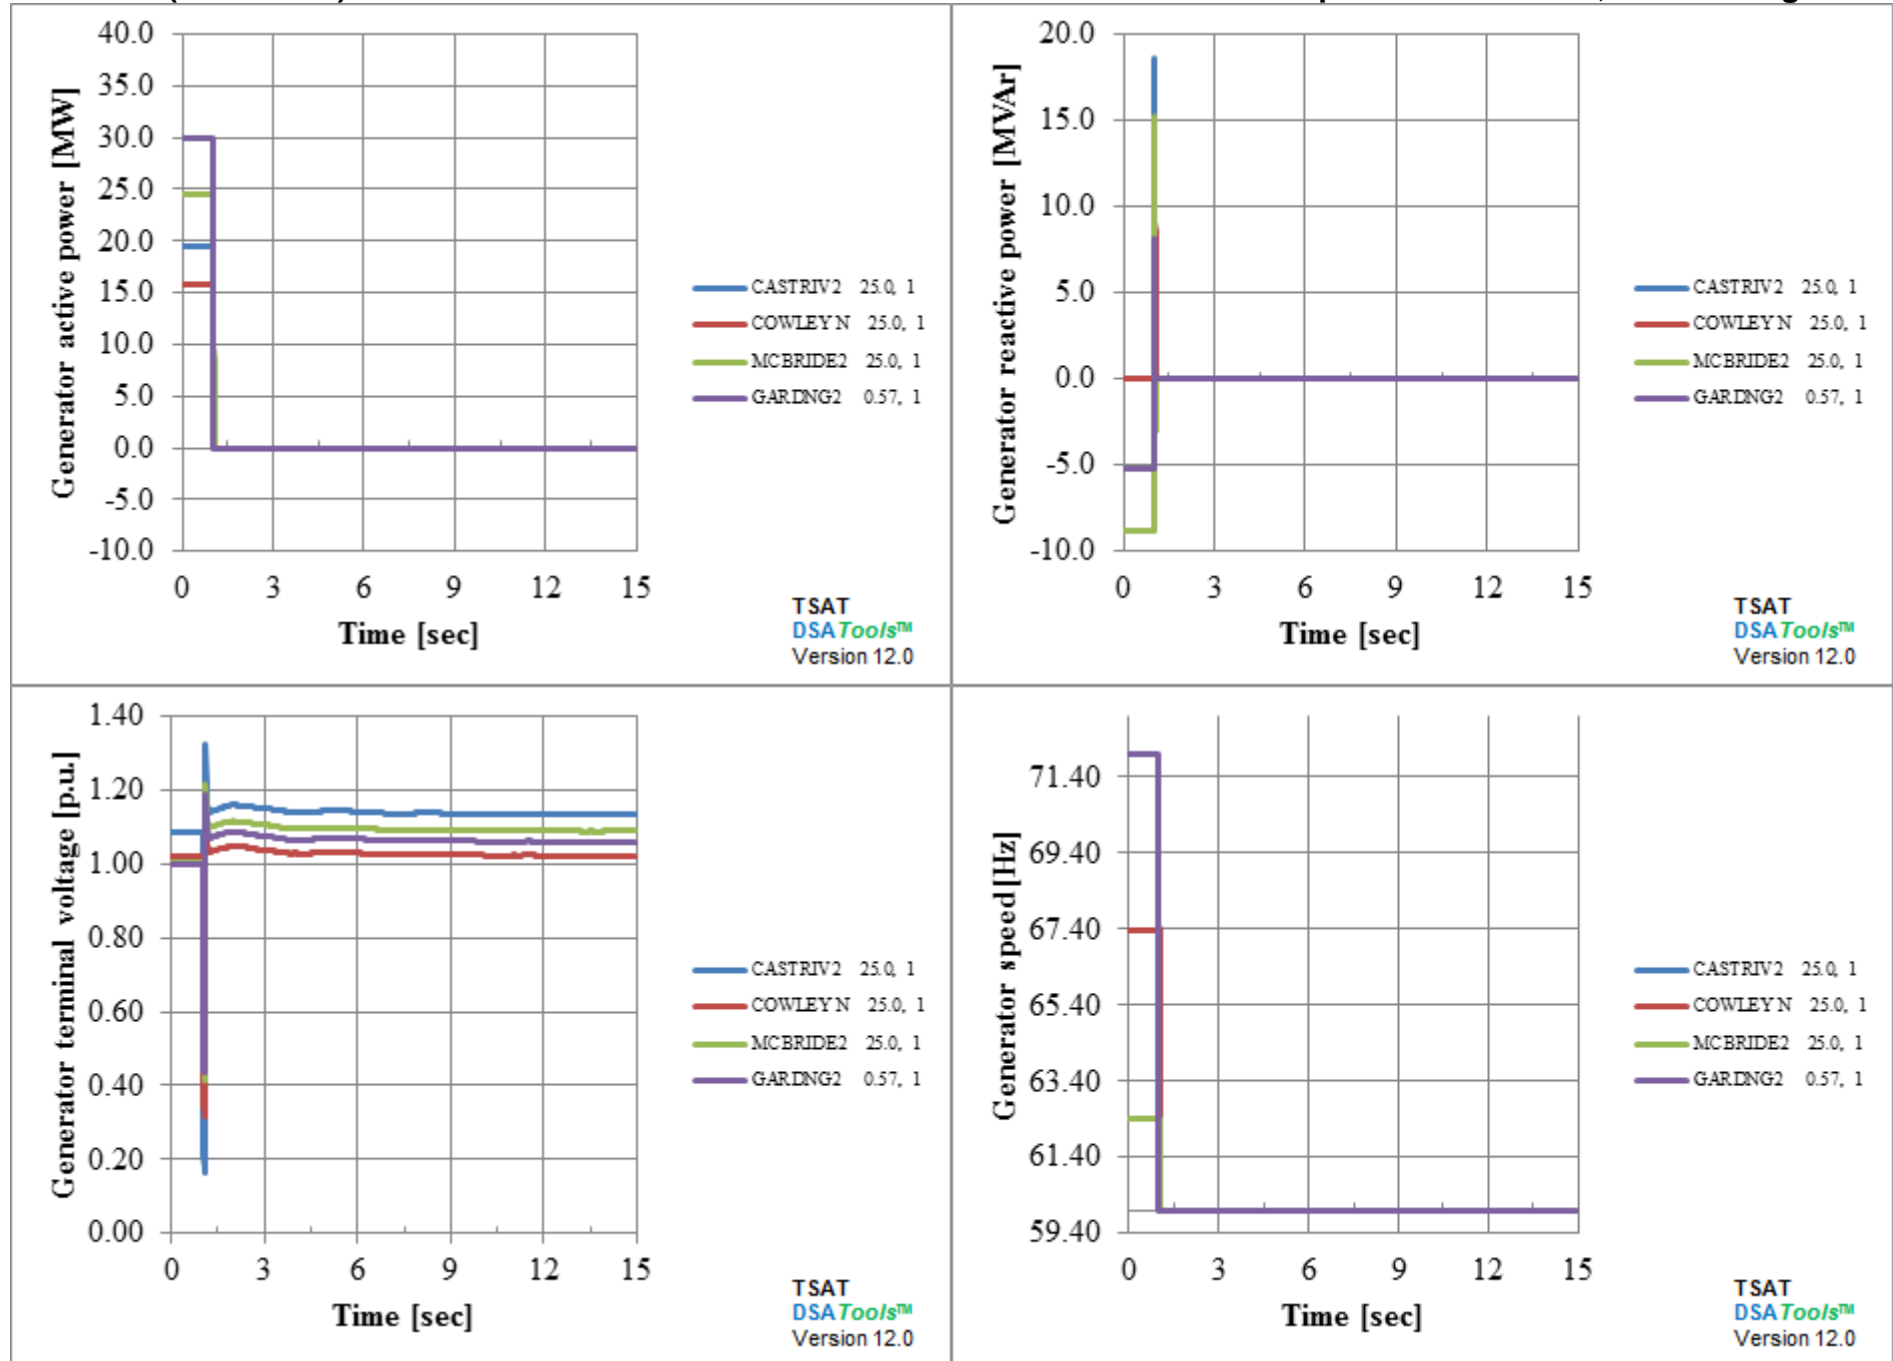 40.0
35.0
30.0
25.0
20.0
15.0
10.0
5.0
0.0
-5.0
-10.0
Generator active power [MW]
0 3 6 9 12 15
Time [sec]
CASTRIV2 25.0, 1
COWLEY N 25.0, 1
MCBRIDE2 25.0, 1
GARDNG2 0.57, 1
TSAT
DSATools™
Version 12.0
20.0
15.0
10.0
5.0
0.0
-5.0
-10.0
Generator reactive power [MVAr]
0 3 6 9 12 15
Time [sec]
CASTRIV2 25.0, 1
COWLEY N 25.0, 1
MCBRIDE2 25.0, 1
GARDNG2 0.57, 1
TSAT
DSATools™
Version 12.0
1.40
1.20
1.00
0.80
0.60
0.40
0.20
0.00
Generator terminal voltage [p.u.]
0 3 6 9 12 15
Time [sec]
CASTRIV2 25.0, 1
COWLEY N 25.0, 1
MCBRIDE2 25.0, 1
GARDNG2 0.57, 1
TSAT
DSATools™
Version 12.0
71.40
69.40
67.40
65.40
63.40
61.40
59.40
Generator speed [Hz]
0 3 6 9 12 15
Time [sec]
CASTRIV2 25.0, 1
COWLEY N 25.0, 1
MCBRIDE2 25.0, 1
GARDNG2 0.57, 1
TSAT
DSATools™
Version 12.0